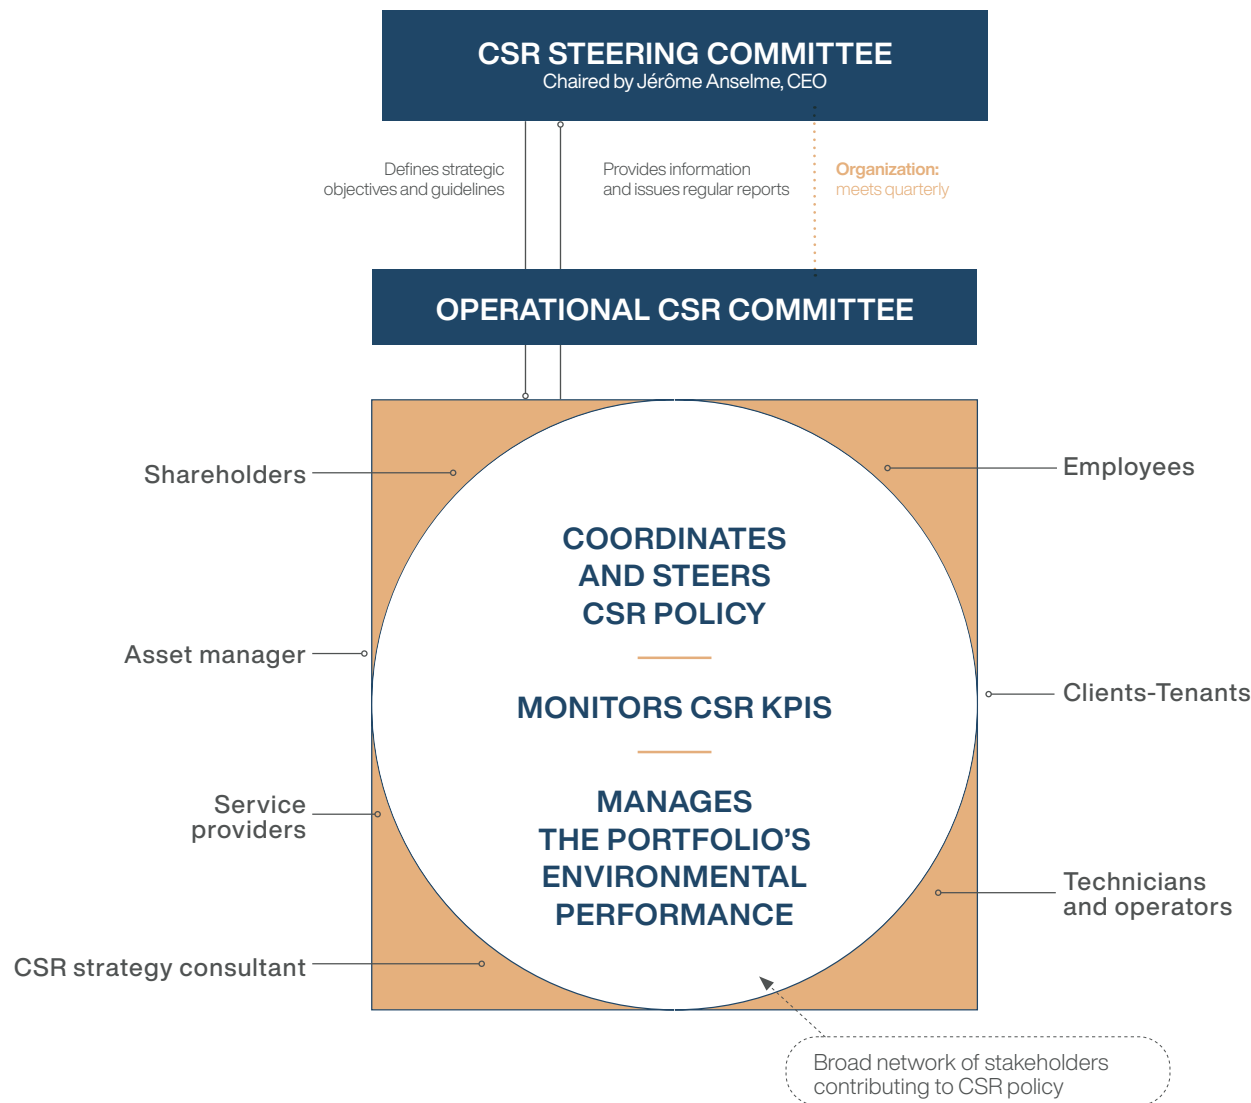 CSR STEERING COMMITTEE
Chaired by Jérôme Anselme, CEO
Defines strategic
objectives and guidelines
Provides information
and issues regular reports
Organization:
meets quarterly
OPERATIONAL CSR COMMITTEE
Shareholders
Asset manager
Service
providers
CSR strategy consultant
COORDINATES
AND STEERS
CSR POLICY
MONITORS CSR KPIS
MANAGES
THE PORTFOLIO’S
ENVIRONMENTAL
PERFORMANCE
Employees
Clients-Tenants
Technicians
and operators
Broad network of stakeholders
contributing to CSR policy